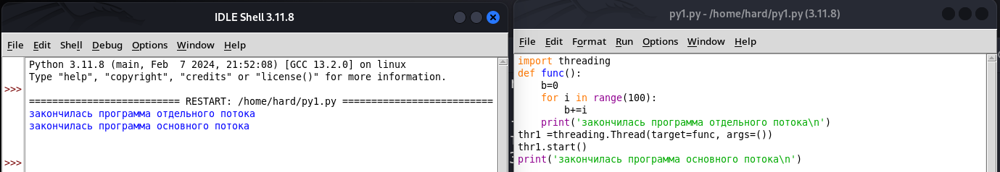 IDLE Shell 3.11.8
File Edit Shell Debug Options Window Help
Python 3.11.8 (main, Feb  7 2024, 21:52:08) [GCC 13.2.0] on linux
Type "help", "copyright", "credits" or "license()" for more information.
>>>
========================== RESTART: /home/hard/py1.py ==========================
закончилась программа отдельного потока
закончилась программа основного потока
>>>
py1.py - /home/hard/py1.py (3.11.8)
File Edit Format Run Options Window Help
import threading
def func():
    b=0
    for i in range(100):
        b+=i
    print('закончилась программа отдельного потока\n')
thr1 =threading.Thread(target=func, args=())
thr1.start()
print('закончилась программа основного потока\n')